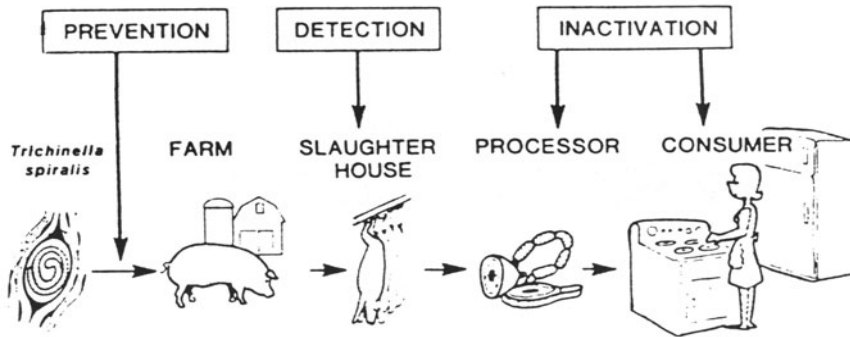 PREVENTION
DETECTION
INACTIVATION
Trichinella
spiralis
FARM
SLAUGHTER
HOUSE
PROCESSOR
CONSUMER